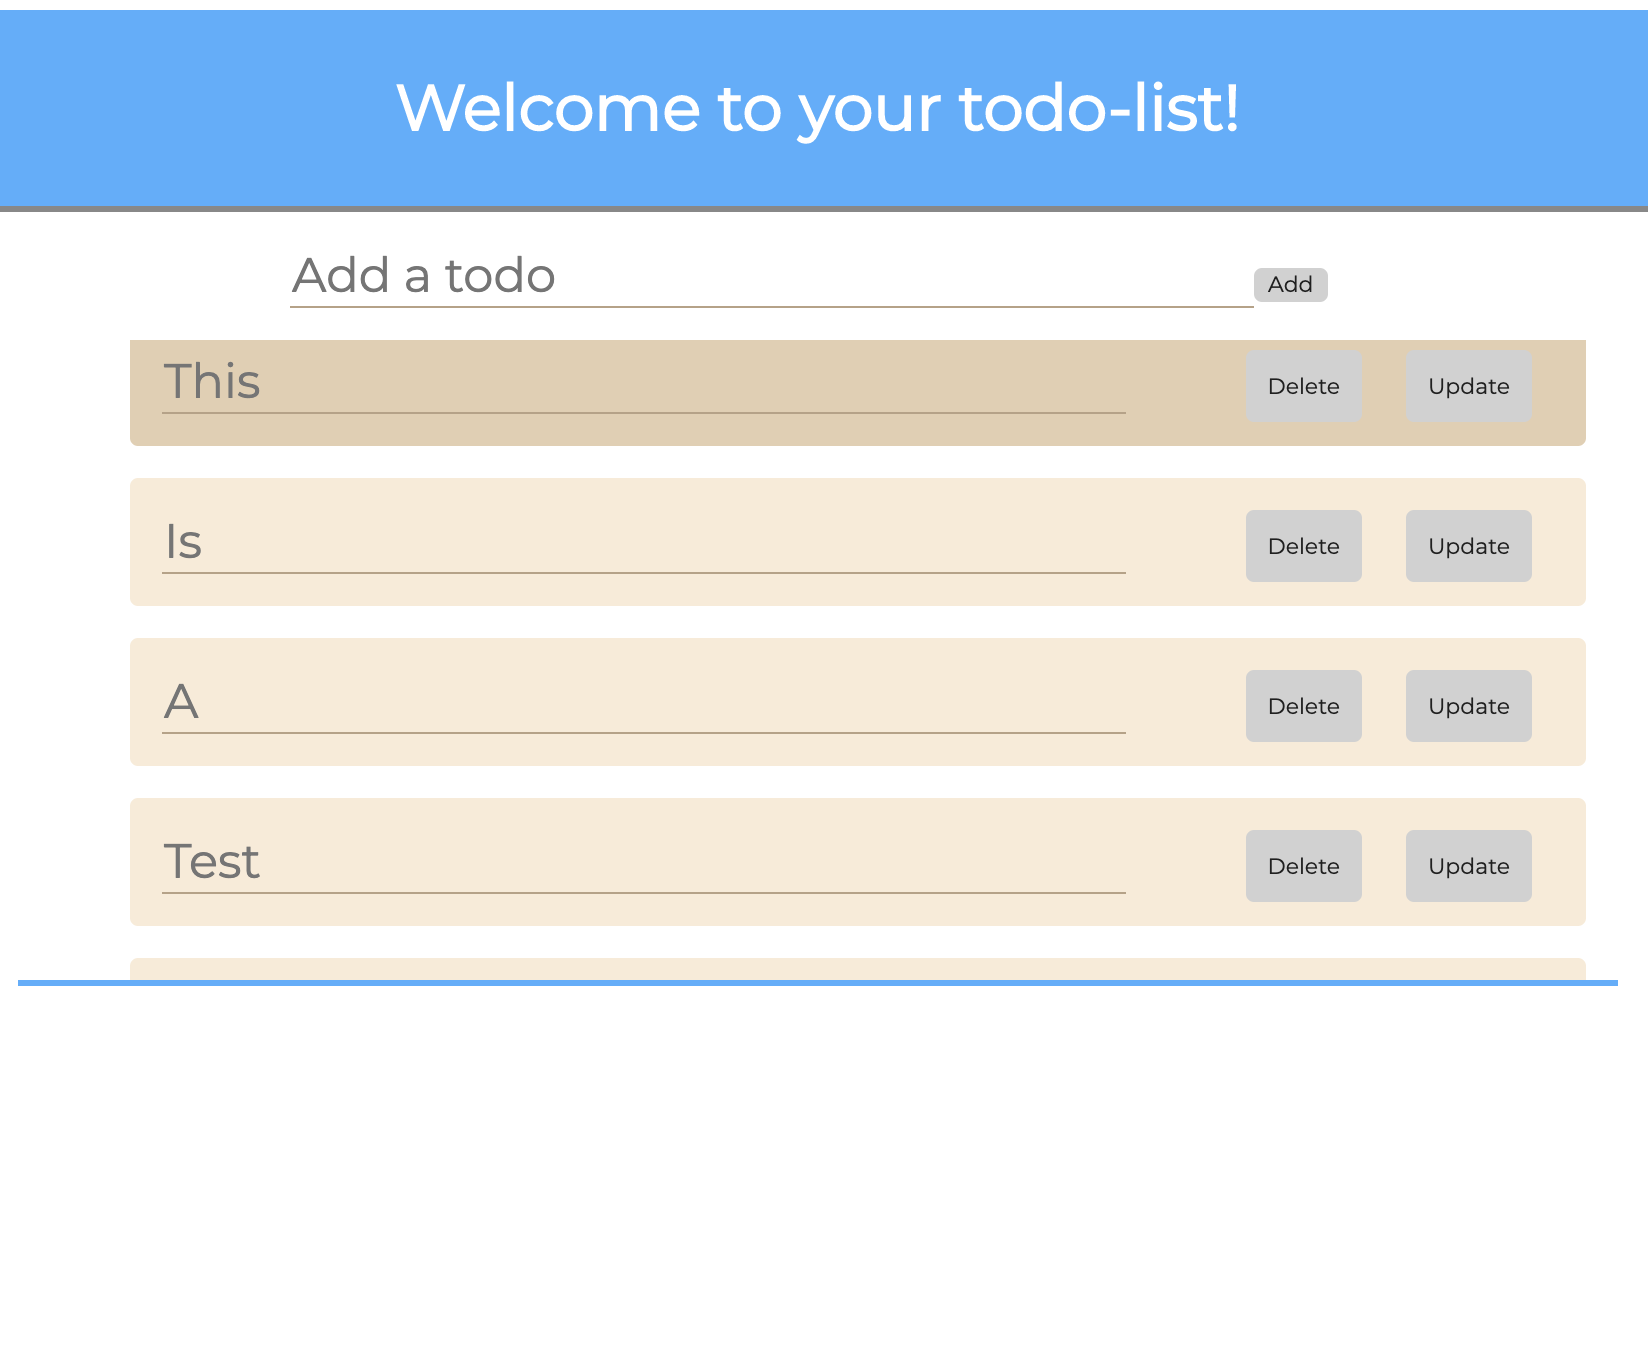 Welcome to your todo-list!
Add a todo Add
This Delete Update
Is Delete Update
A Delete Update
Test Delete Update